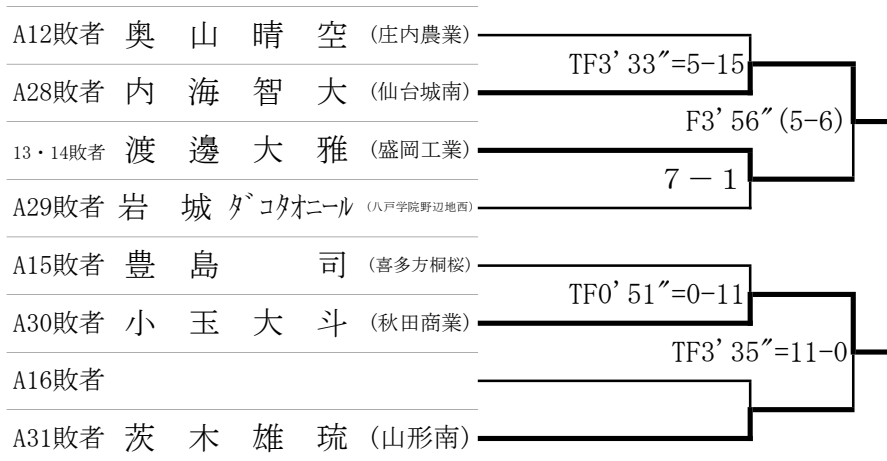 A12敗者 奥山晴空 (庄内農業)
TF3'33″=5-15
A28敗者 内海智大 (仙台城南)
F3'56″(5-6)
13・14敗者 渡邊大雅 (盛岡工業)
7－1
A29敗者 岩城ダコタオニール (八戸学院野辺地西)
A15敗者 豊島司 (喜多方桐桜)
TF0'51″=0-11
A30敗者 小玉大斗 (秋田商業)
TF3'35″=11-0
A16敗者
A31敗者 茨木雄琉 (山形南)